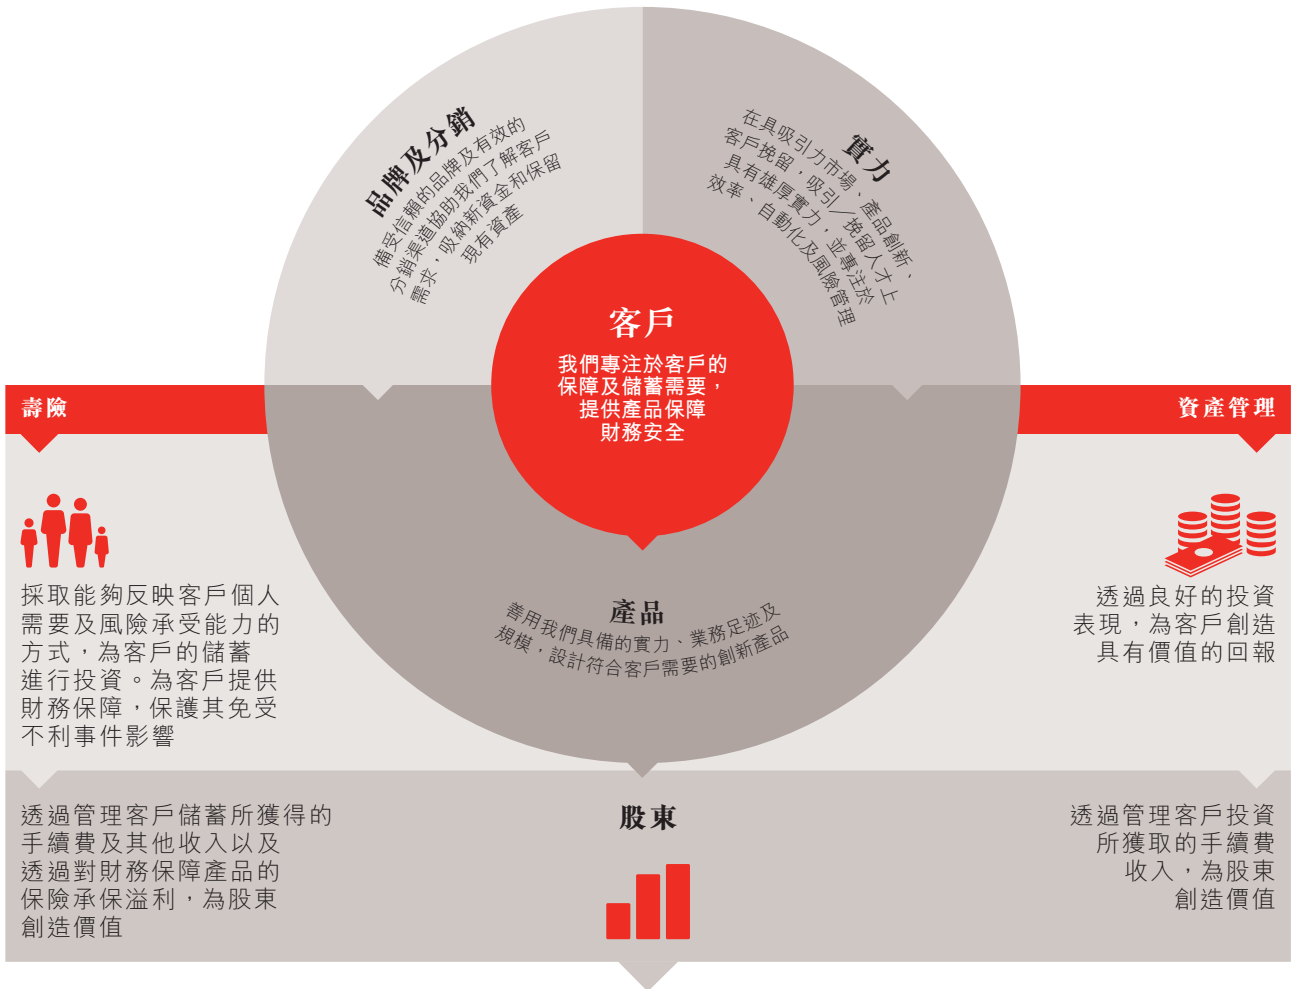 品牌及分銷
備受信賴的品牌及有效的
分銷渠道協助我們了解客戶
需求，吸納新資金和保留
現有資產
實力
在具吸引力市場、產品創新、
客戶挽留，吸引／挽留人才上
具有雄厚實力，並專注於
效率、自動化及風險管理
客戶
我們專注於客戶的
保障及儲蓄需要，
提供產品保障
財務安全
壽險
採取能夠反映客戶個人
需要及風險承受能力的
方式，為客戶的儲蓄
進行投資。為客戶提供
財務保障，保護其免受
不利事件影響
產品
善用我們具備的實力、業務足迹及
規模，設計符合客戶需要的創新產品
資產管理
透過良好的投資
表現，為客戶創造
具有價值的回報
透過管理客戶儲蓄所獲得的
手續費及其他收入以及
透過對財務保障產品的
保險承保溢利，為股東
創造價值
股東
透過管理客戶投資
所獲取的手續費
收入，為股東
創造價值